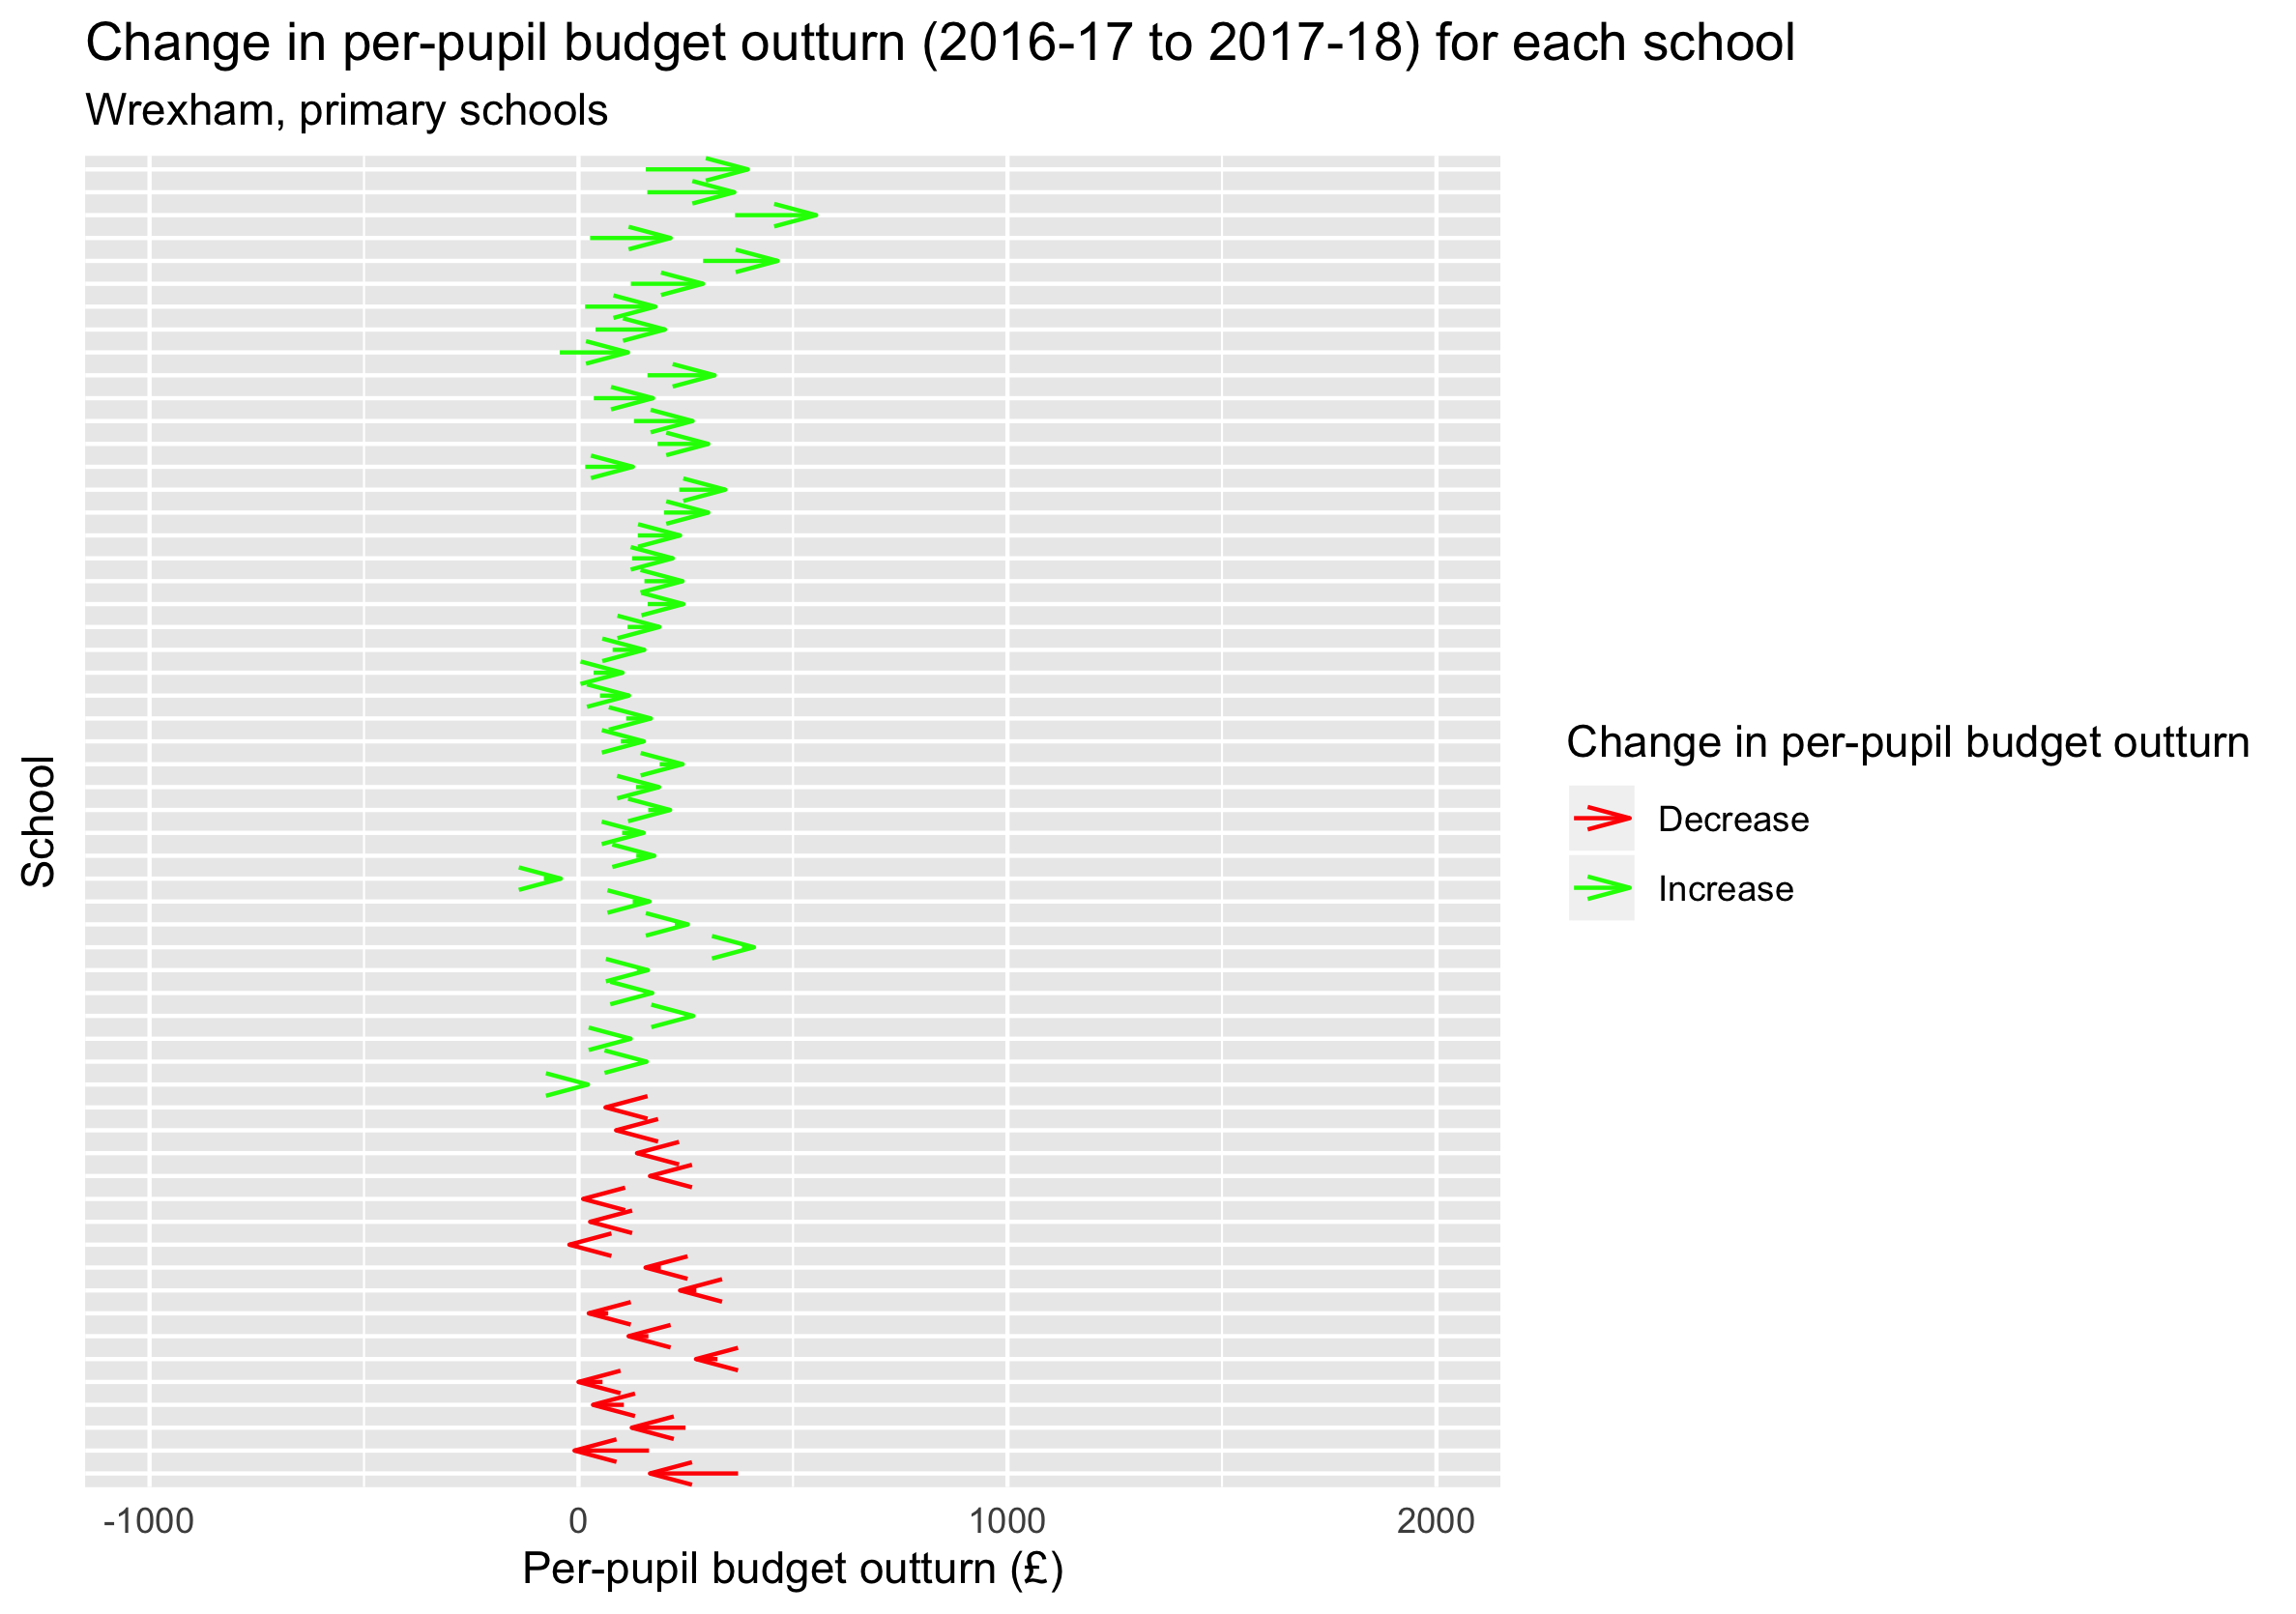 Change in per-pupil budget outturn (2016-17 to 2017-18) for each school
Wrexham, primary schools
School
Change in per-pupil budget outturn
Decrease
Increase
-1000 0 1000 2000
Per-pupil budget outturn (£)